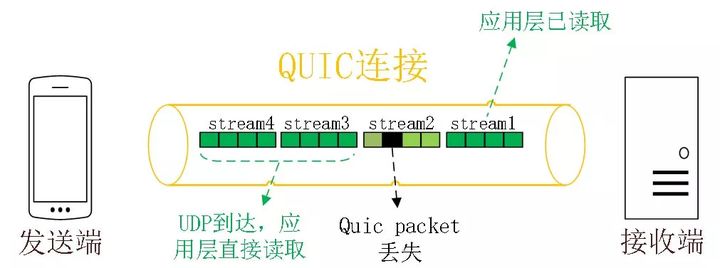 应用层已读取
QUIC连接
stream4
stream3
stream2
stream1
UDP到达，应
用层直接读取
Quic packet
丢失
发送端
接收端